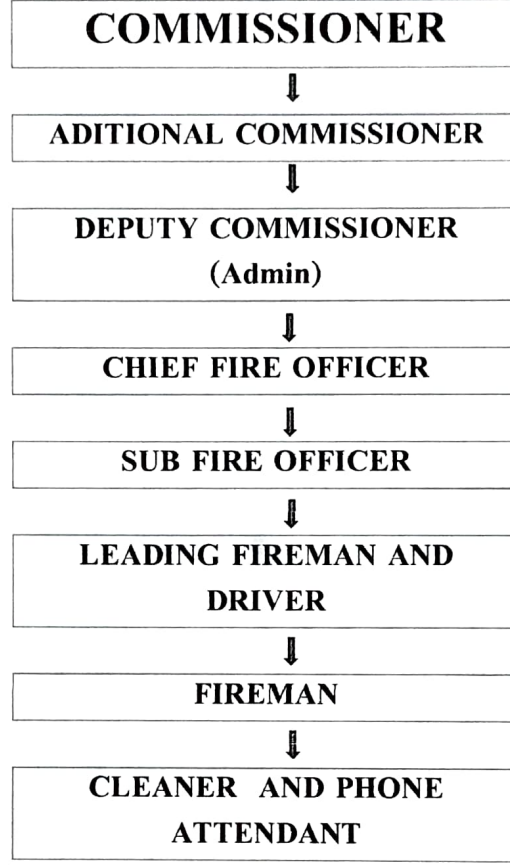 COMMISSIONER
ADITIONAL COMMISSIONER
DEPUTY COMMISSIONER
(Admin)
CHIEF FIRE OFFICER
SUB FIRE OFFICER
LEADING FIREMAN AND
DRIVER
FIREMAN
CLEANER AND PHONE
ATTENDANT